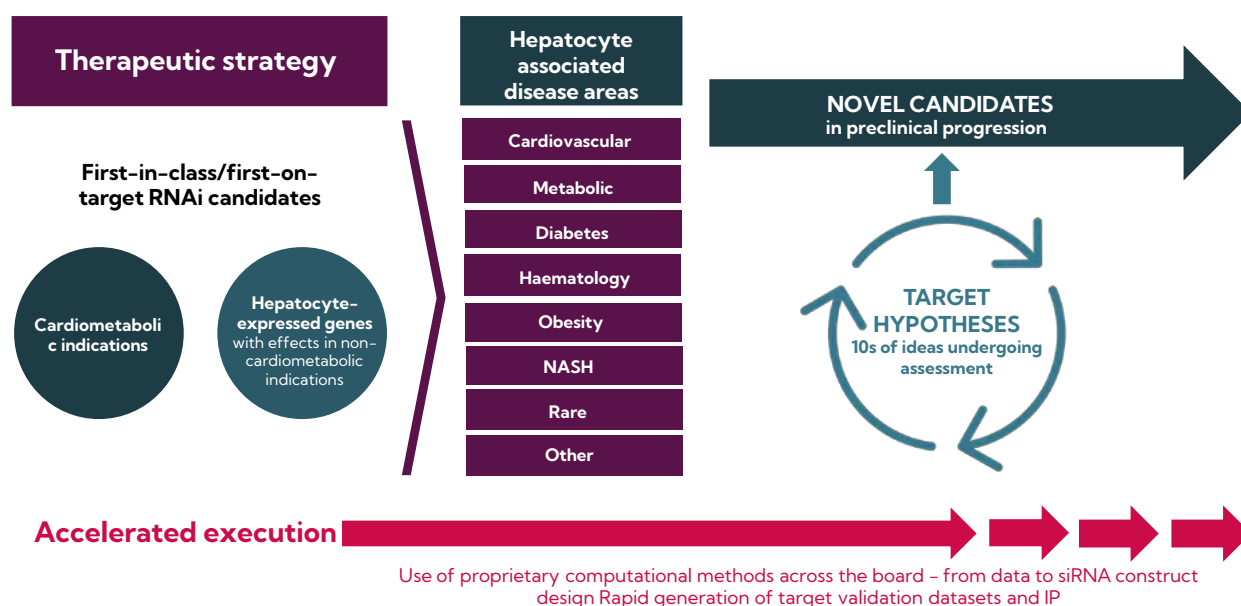 Therapeutic strategy
First-in-class/first-on-
target RNAi candidates
Cardiometaboli
c indications
Hepatocyte-
expressed genes
with effects in non-
cardiometabolic
indications
Hepatocyte
associated
disease areas
Cardiovascular
Metabolic
Diabetes
Haematology
Obesity
NASH
Rare
Other
NOVEL CANDIDATES
in preclinical progression
TARGET
HYPOTHESES
10s of ideas undergoing
assessment
Accelerated execution
Use of proprietary computational methods across the board – from data to siRNA construct
design Rapid generation of target validation datasets and IP